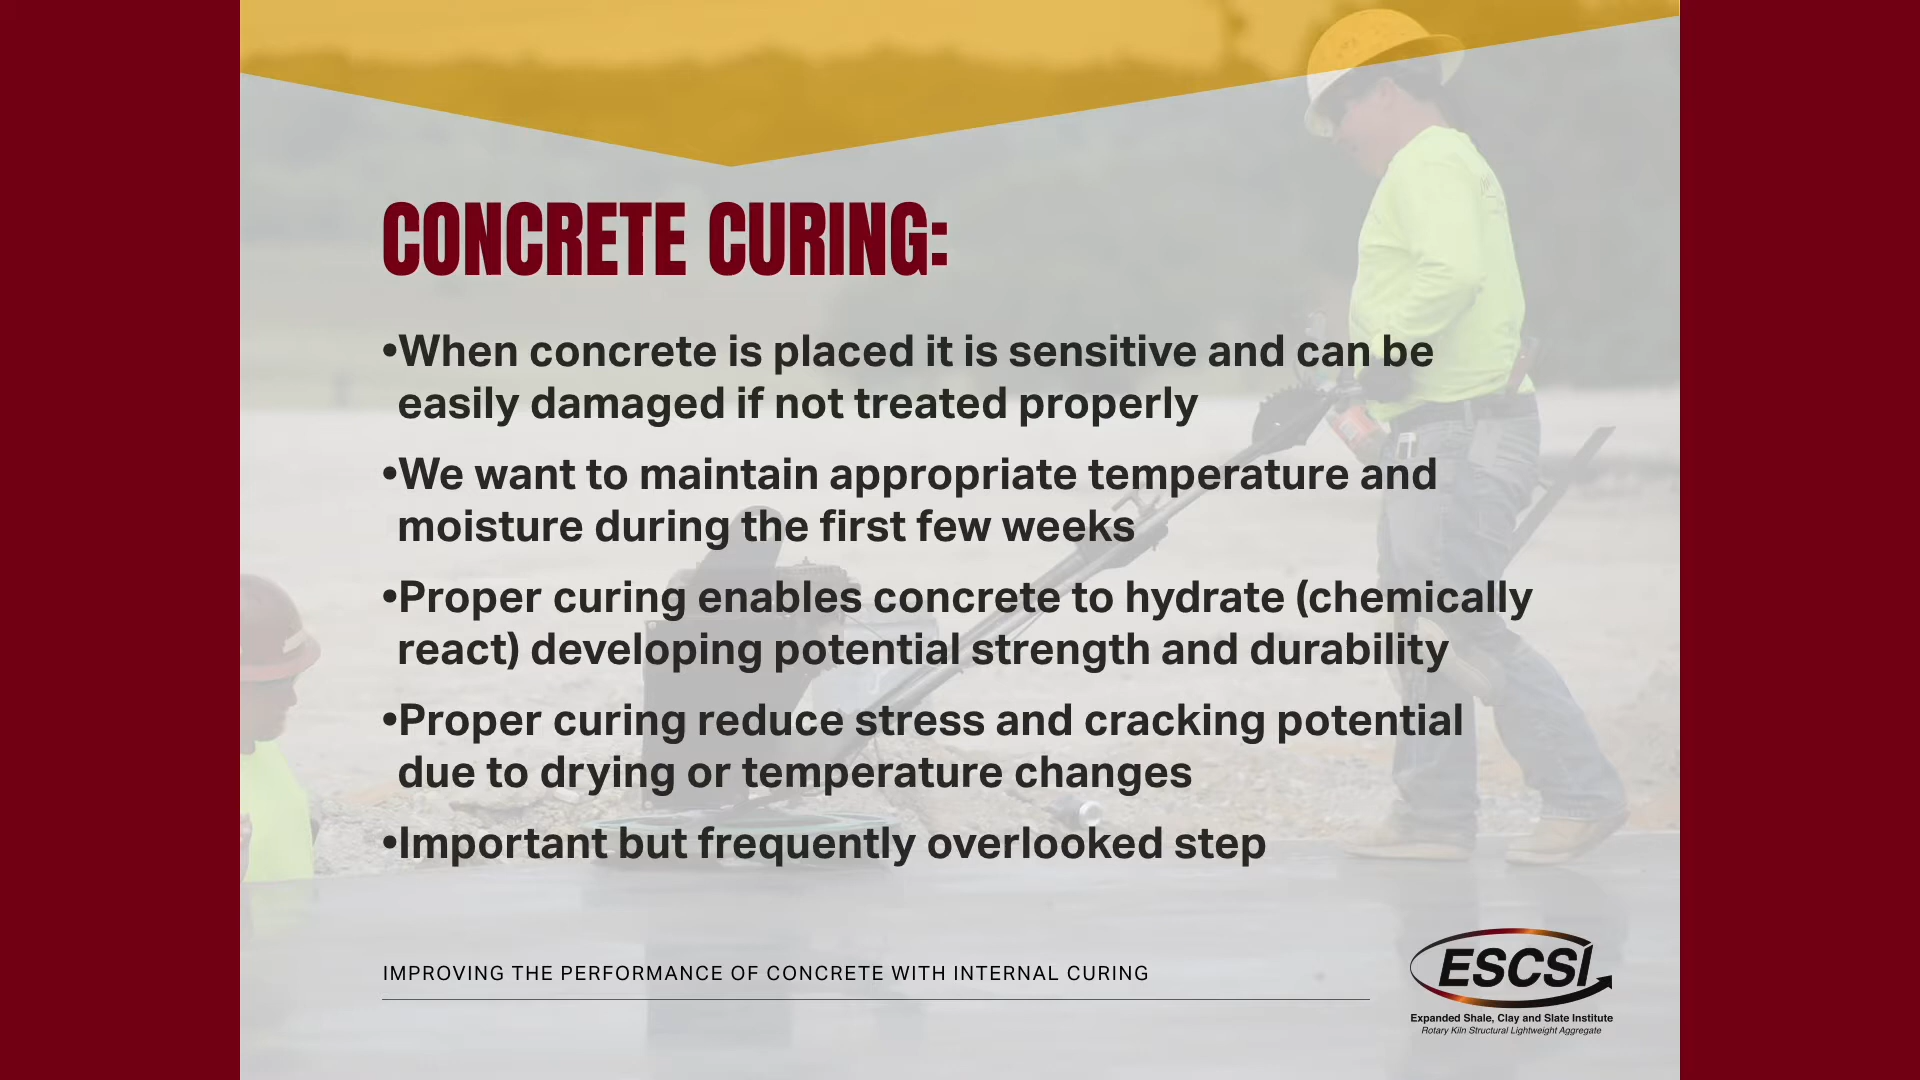 CONCRETE CURING:
•When concrete is placed it is sensitive and can be
easily damaged if not treated properly
•We want to maintain appropriate temperature and
moisture during the first few weeks
•Proper curing enables concrete to hydrate (chemically
react) developing potential strength and durability
•Proper curing reduce stress and cracking potential
due to drying or temperature changes
•Important but frequently overlooked step
IMPROVING THE PERFORMANCE OF CONCRETE WITH INTERNAL CURING
ESCSI
Expanded Shale, Clay and Slate Institute
Rotary Kiln Structural Lightweight Aggregate